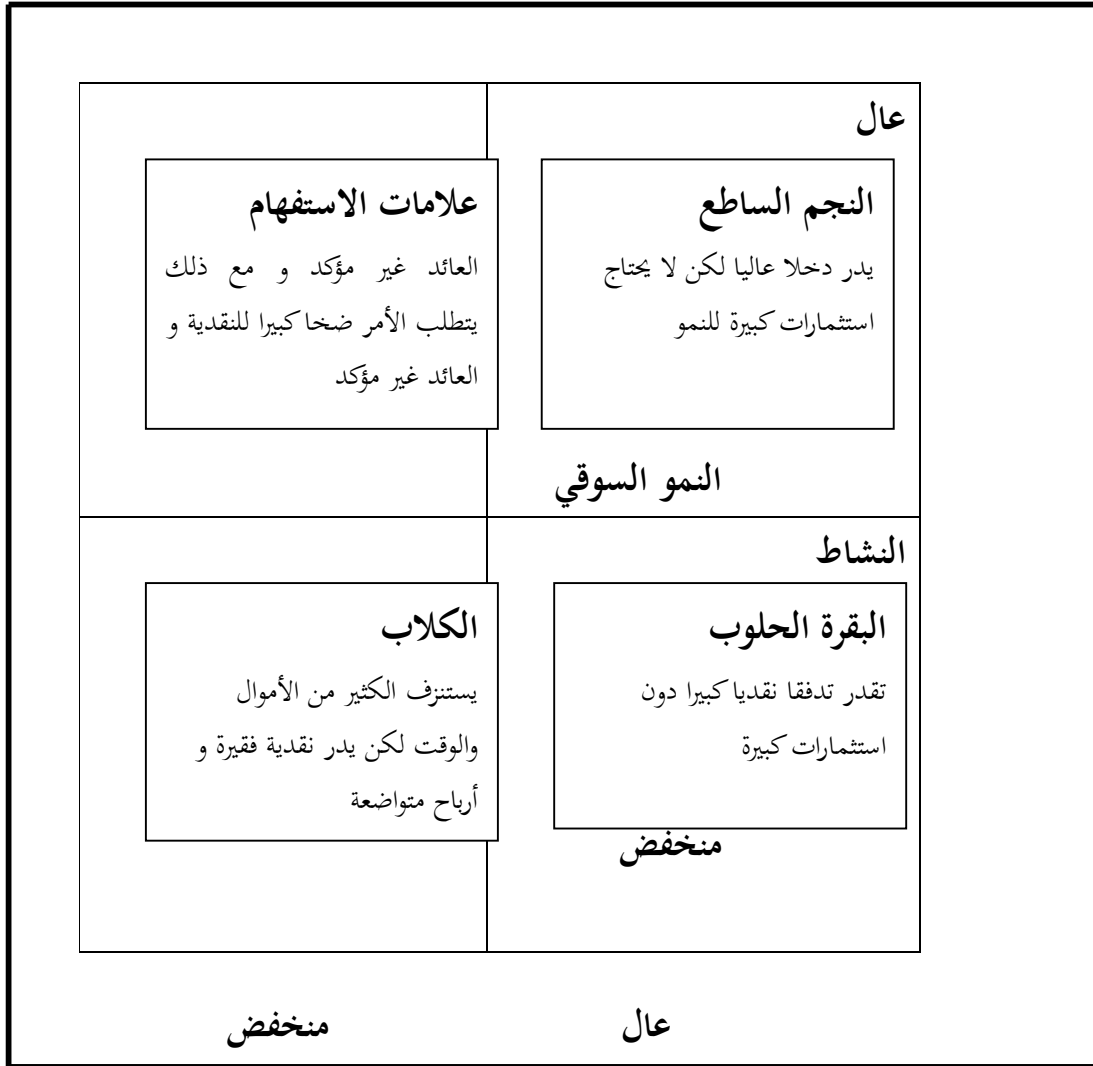 عال
النجم الساطع
يدر دخلا عاليا لكن لا يحتاج
استثمارات كبيرة للنمو
علامات الاستفهام
العائد غير مؤكد و مع ذلك
يتطلب الأمر ضخا كبيرا للنقدية و
العائد غير مؤكد
النمو السوقي
النشاط
البقرة الحلوب
تقدر تدفقا نقديا كبيرا دون
استثمارات كبيرة
الكلاب
يستنزف الكثير من الأموال
والوقت لكن يدر نقدية فقيرة و
أرباح متواضعة
منخفض
عال
منخفض